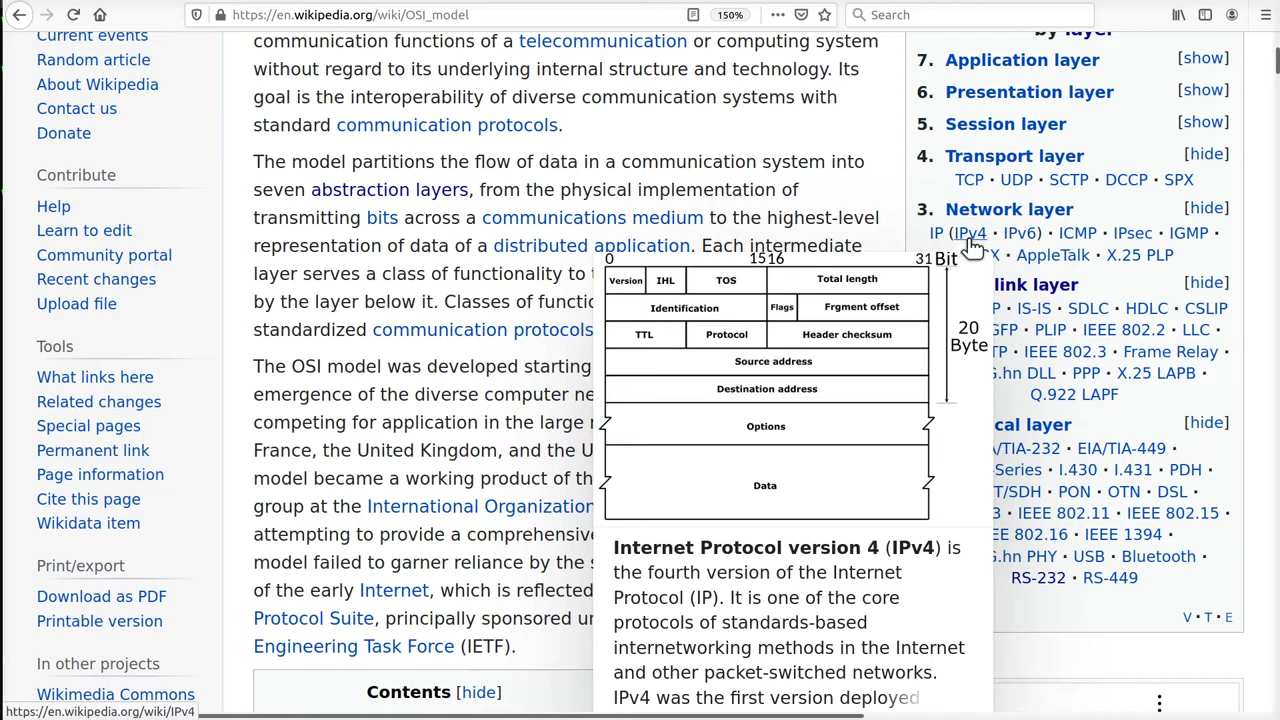 https://en.wikipedia.org/wiki/OSI_model
150%
Search
Current events
Random article
About Wikipedia
Contact us
Donate
Contribute
Help
Learn to edit
Community portal
Recent changes
Upload file
Tools
What links here
Related changes
Special pages
Permanent link
Page information
Cite this page
Wikidata item
Print/export
Download as PDF
Printable version
In other projects
Wikimedia Commons
https://en.wikipedia.org/wiki/IPv4
communication functions of a telecommunication or computing system
without regard to its underlying internal structure and technology. Its
goal is the interoperability of diverse communication systems with
standard communication protocols.
The model partitions the flow of data in a communication system into
seven abstraction layers, from the physical implementation of
transmitting bits across a communications medium to the highest-level
representation of data of a distributed application. Each intermediate
layer serves a class of functionality to
by the layer below it. Classes of functi
standardized communication protocols
The OSI model was developed starting
emergence of the diverse computer ne
competing for application in the large
France, the United Kingdom, and the U
model became a working product of the
group at the International Organization
attempting to provide a comprehensive
model failed to garner reliance by the s
of the early Internet, which is reflected
Protocol Suite, principally sponsored
Engineering Task Force (IETF).
Contents [hide]
0 15 16 31 Bit
Version IHL TOS Total length
Identification Flags Frgment offset
TTL Protocol Header checksum
Source address
Destination address
Options
Data
20
Byte
Internet Protocol version 4 (IPv4) is
the fourth version of the Internet
Protocol (IP). It is one of the core
protocols of standards-based
internetworking methods in the Internet
and other packet-switched networks.
IPv4 was the first version deployed
by layer
7. Application layer [show]
6. Presentation layer [show]
5. Session layer [show]
4. Transport layer [hide]
TCP · UDP · SCTP · DCCP · SPX
3. Network layer [hide]
IP (IPv4 · IPv6) · ICMP · IPsec · IGMP ·
X · AppleTalk · X.25 PLP
link layer [hide]
P · IS-IS · SDLC · HDLC · CSLIP
GFP · PLIP · IEEE 802.2 · LLC ·
TP · IEEE 802.3 · Frame Relay ·
G.hn DLL · PPP · X.25 LAPB ·
Q.922 LAPF
cal layer [hide]
A/TIA-232 · EIA/TIA-449 ·
-Series · I.430 · I.431 · PDH ·
T/SDH · PON · OTN · DSL ·
3 · IEEE 802.11 · IEEE 802.15 ·
EE 802.16 · IEEE 1394 ·
G.hn PHY · USB · Bluetooth ·
RS-232 · RS-449
V · T · E